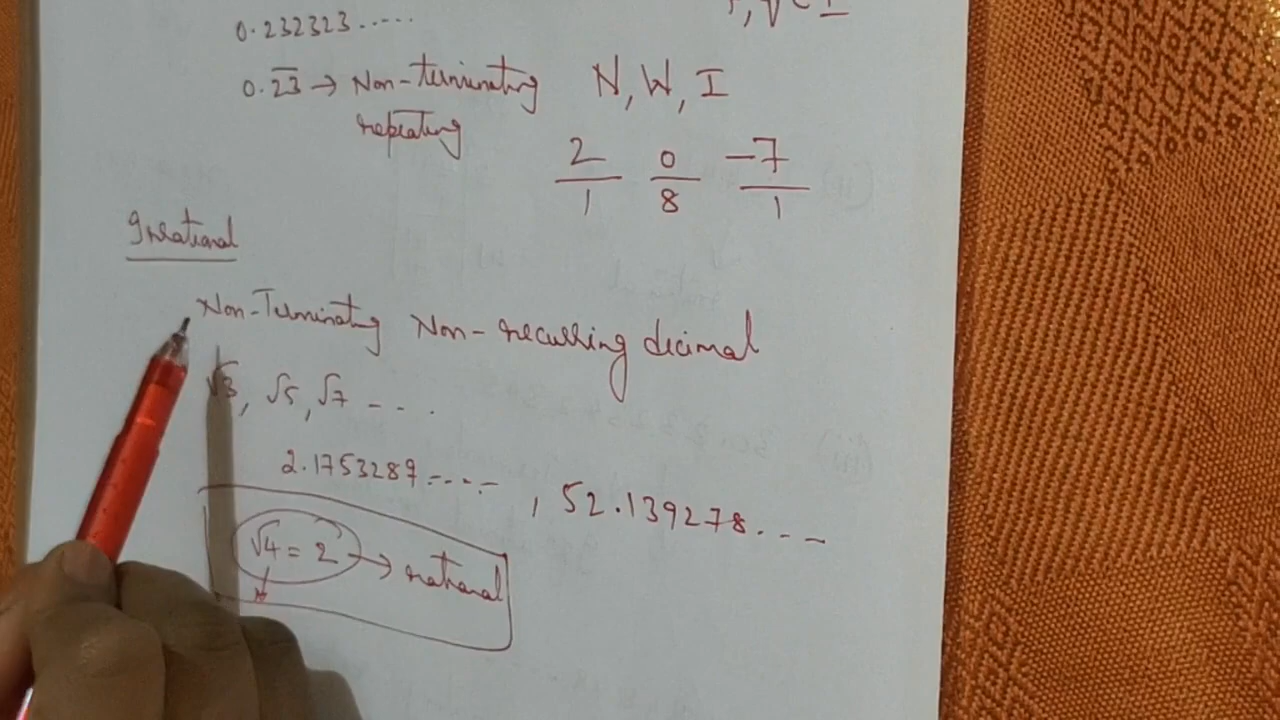 0.232323.....
0.2̅3̅ → Non-terminating
repeating
N, W, I
2/1 0/8 -7/1
Irrational
Non-Terminating Non-recurring decimal
√3, √5, √7 - - .
2.1753289 - - - . - , 52.139278. - -
√4 = 2 → rational